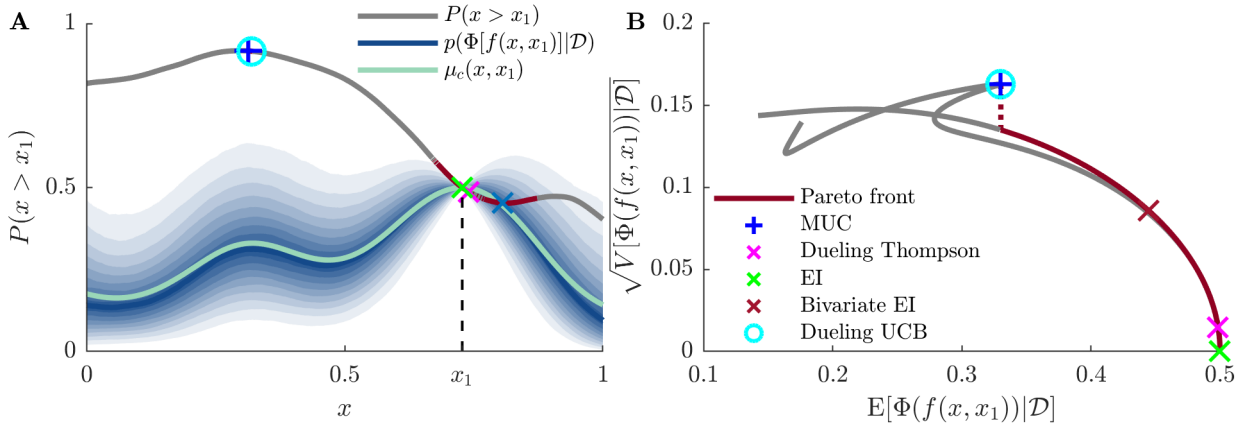 A
P(x > x₁)
1
0.5
0
P(x > x₁)
p(Φ[f(x, x₁)]|𝒟)
μ_c(x, x₁)
0
0.5
x₁
1
x
B
√V[Φ(f(x, x₁))|𝒟]
0.2
0.15
0.1
0.05
0
Pareto front
MUC
Dueling Thompson
EI
Bivariate EI
Dueling UCB
0.1
0.2
0.3
0.4
0.5
E[Φ(f(x, x₁))|𝒟]